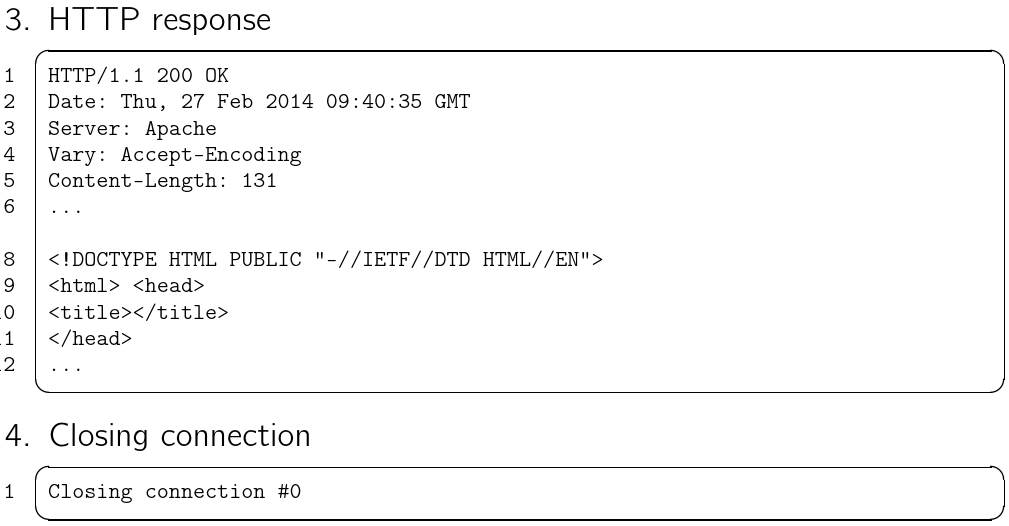 3. HTTP response
1 HTTP/1.1 200 OK
2 Date: Thu, 27 Feb 2014 09:40:35 GMT
3 Server: Apache
4 Vary: Accept-Encoding
5 Content-Length: 131
6 ...
8 <!DOCTYPE HTML PUBLIC "-//IETF//DTD HTML//EN">
9 <html> <head>
0 <title></title>
1 </head>
2 ...
4. Closing connection
1 Closing connection #0